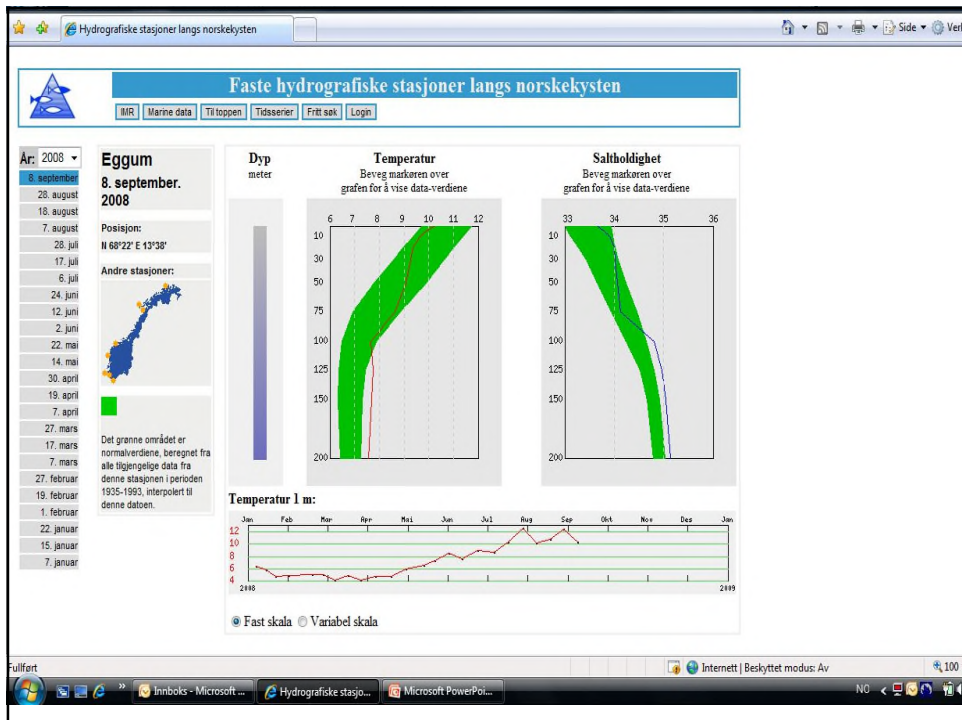 Hydrografiske stasjoner langs norskekysten
Side
Faste hydrografiske stasjoner langs norskekysten
IMR Marine data Til toppen Tidsserier Fritt søk Login
År: 2008
8. september
28. august
18. august
7. august
28. juli
17. juli
6. juli
24. juni
12. juni
2. juni
22. mai
14. mai
30. april
19. april
7. april
27. mars
17. mars
7. mars
27. februar
19. februar
1. februar
22. januar
15. januar
7. januar
Eggum
8. september.
2008
Posisjon:
N 68°22' E 13°38'
Andre stasjoner:
Det grønne området er
normalverdiene, beregnet fra
alle tilgjengelige data fra
denne stasjonen i perioden
1935-1993, interpolert til
denne datoen.
Dyp
meter
Temperatur
Beveg markøren over
grafen for å vise data-verdiene
6 7 8 9 10 11 12
10
30
50
75
100
125
150
200
Saltholdighet
Beveg markøren over
grafen for å vise data-verdiene
33 34 35 36
10
30
50
75
100
125
150
200
Temperatur 1 m:
Jan Feb Mar Apr Mai Jun Jul Aug Sep Okt Nov Des Jan
12
10
8
6
4
2008 2009
Fast skala Variabel skala
Fullført
Internett | Beskyttet modus: Av
100
Innboks - Microsoft ...
Hydrografiske stasjo...
Microsoft PowerPoi...
NO